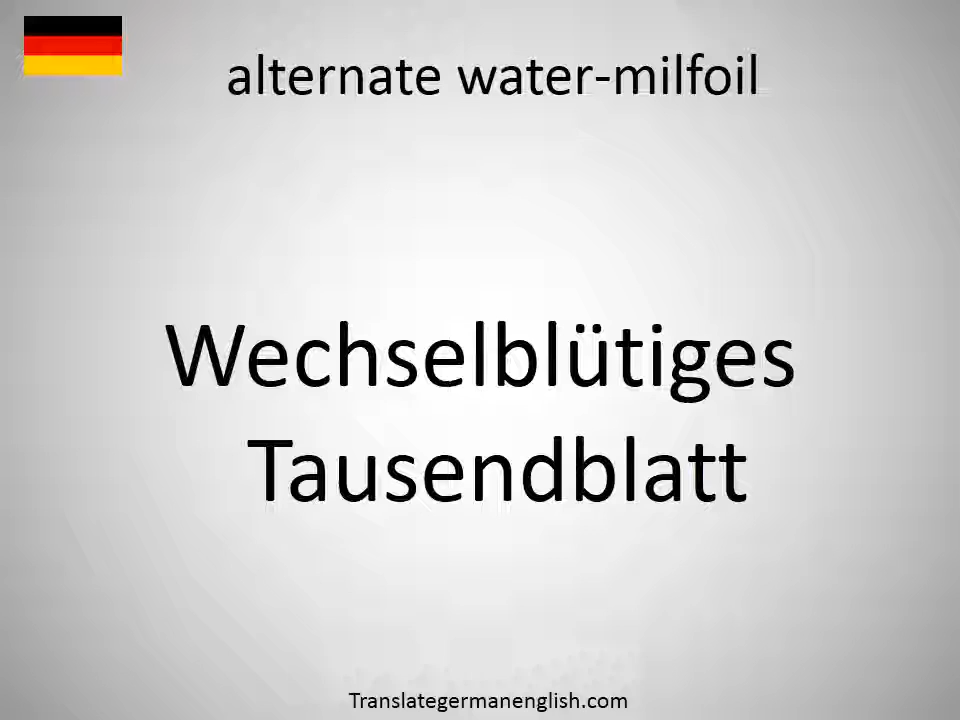 alternate water-milfoil
Wechselblütiges
Tausendblatt
Translategermanenglish.com